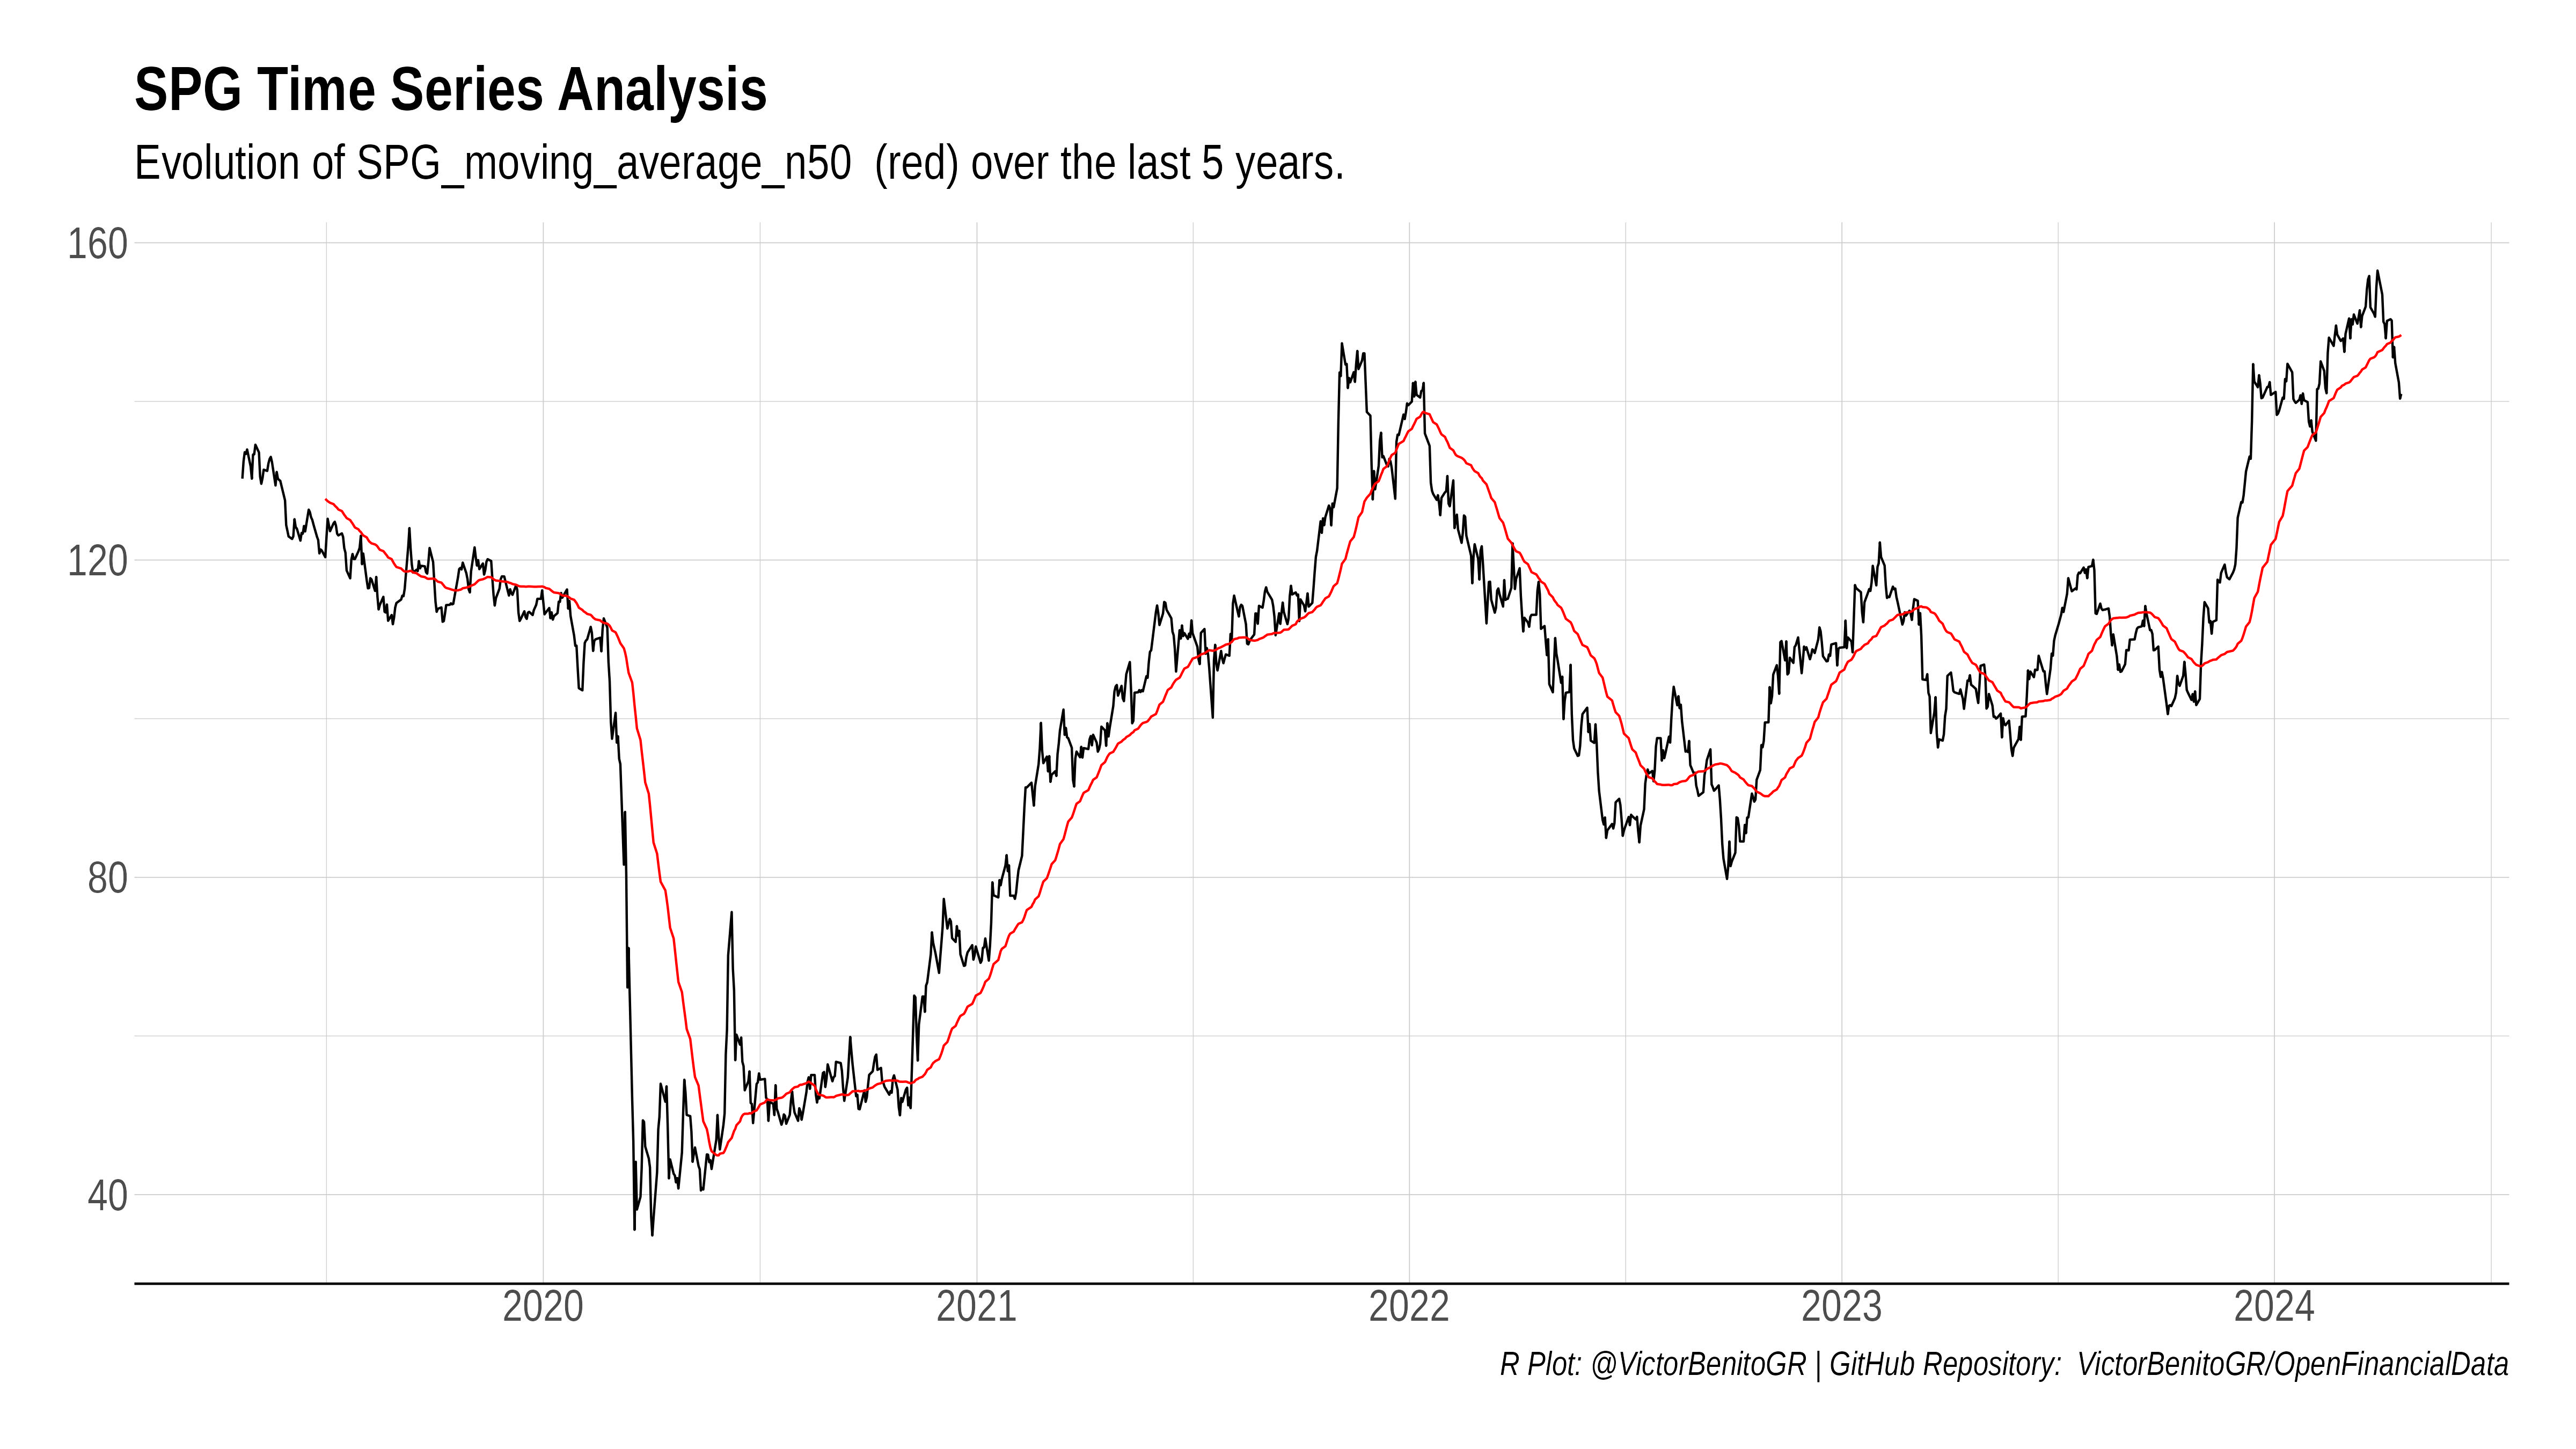 SPG Time Series Analysis
Evolution of SPG_moving_average_n50  (red) over the last 5 years.
160
120
80
40
2020 2021 2022 2023 2024
R Plot: @VictorBenitoGR | GitHub Repository:  VictorBenitoGR/OpenFinancialData